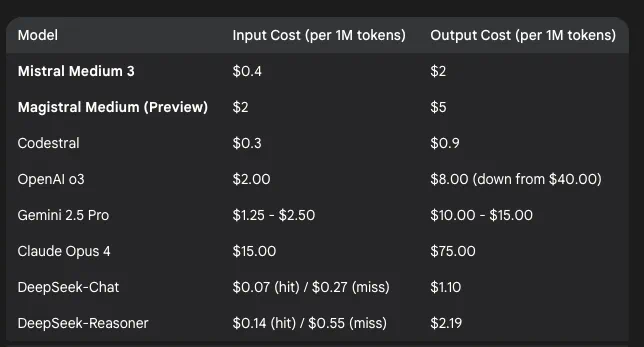 Model Input Cost (per 1M tokens) Output Cost (per 1M tokens)
Mistral Medium 3 $0.4 $2
Magistral Medium (Preview) $2 $5
Codestral $0.3 $0.9
OpenAI o3 $2.00 $8.00 (down from $40.00)
Gemini 2.5 Pro $1.25 - $2.50 $10.00 - $15.00
Claude Opus 4 $15.00 $75.00
DeepSeek-Chat $0.07 (hit) / $0.27 (miss) $1.10
DeepSeek-Reasoner $0.14 (hit) / $0.55 (miss) $2.19